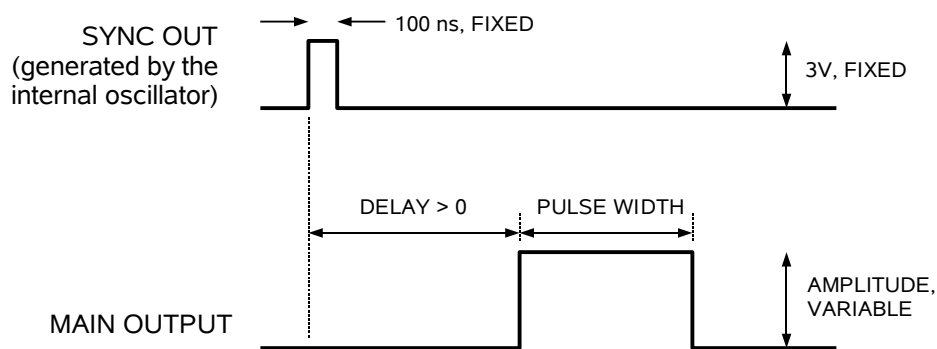 100 ns, FIXED
SYNC OUT
(generated by the
internal oscillator)
3V, FIXED
DELAY > 0
PULSE WIDTH
AMPLITUDE,
VARIABLE
MAIN OUTPUT